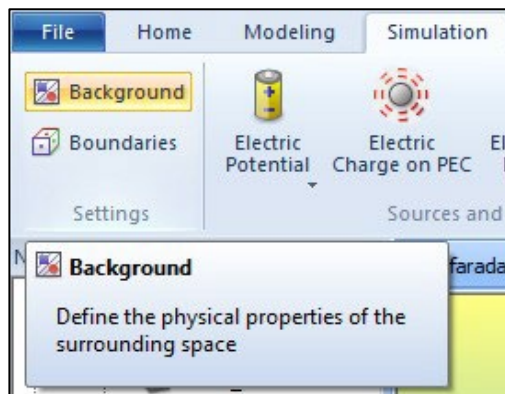 File Home Modeling Simulation
Background
Boundaries
Electric
Potential
Electric
Charge on PEC
Settings
Sources and
Background
Define the physical properties of the
surrounding space
farada